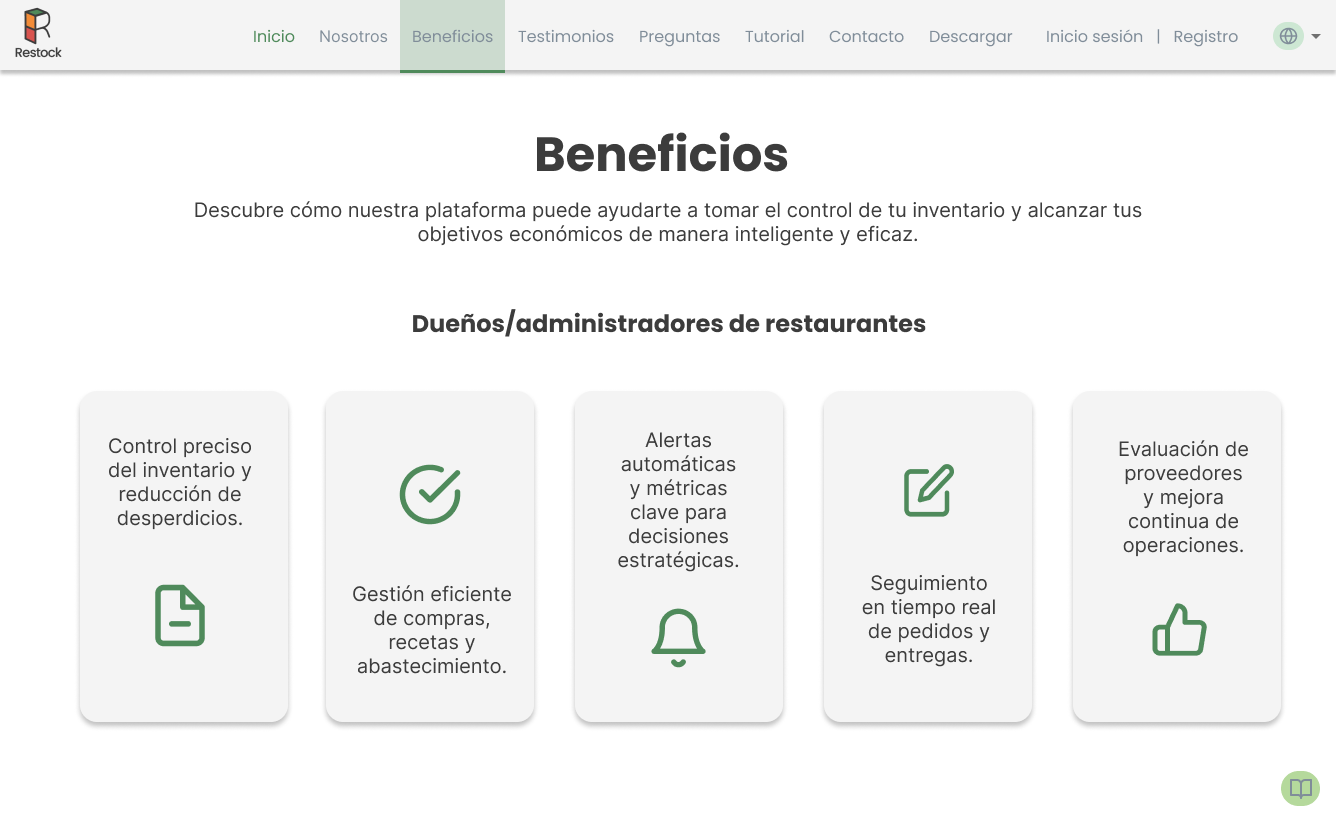 Restock
Inicio
Nosotros
Beneficios
Testimonios
Preguntas
Tutorial
Contacto
Descargar
Inicio sesión | Registro
Beneficios
Descubre cómo nuestra plataforma puede ayudarte a tomar el control de tu inventario y alcanzar tus
objetivos económicos de manera inteligente y eficaz.
Dueños/administradores de restaurantes
Control preciso
del inventario y
reducción de
desperdicios.
Gestión eficiente
de compras,
recetas y
abastecimiento.
Alertas
automáticas
y métricas
clave para
decisiones
estratégicas.
Seguimiento
en tiempo real
de pedidos y
entregas.
Evaluación de
proveedores
y mejora
continua de
operaciones.